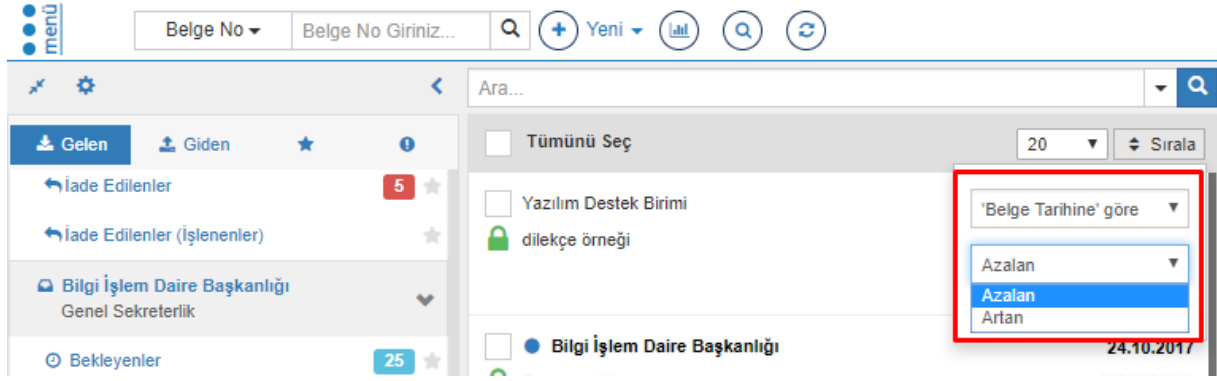 menü
Belge No
Belge No Giriniz...
Yeni
Ara...
Gelen
Giden
Tümünü Seç
20
Sırala
İade Edilenler
5
İade Edilenler (İşlenenler)
Bilgi İşlem Daire Başkanlığı
Genel Sekreterlik
Bekleyenler
25
Yazılım Destek Birimi
dilekçe örneği
'Belge Tarihine' göre
Azalan
Azalan
Artan
Bilgi İşlem Daire Başkanlığı
24.10.2017